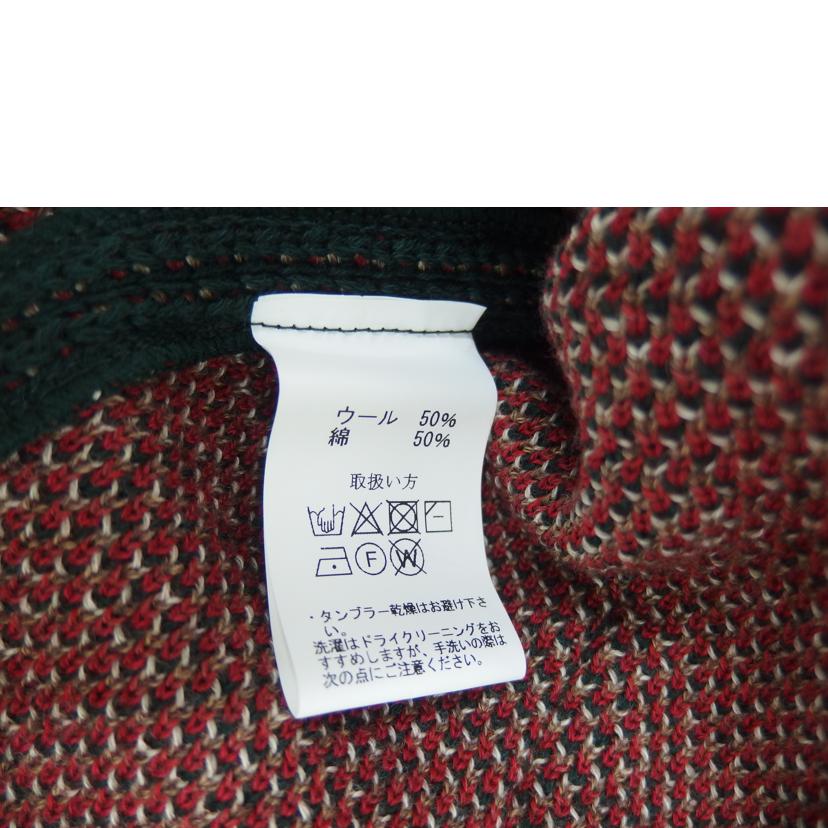 ウール 50%
綿 50%
取扱い方
F
W
・タンブラー乾燥はお避け下さ
い。
洗濯はドライクリーニングをお
すすめしますが、手洗いの際は
次の点にご注意ください。